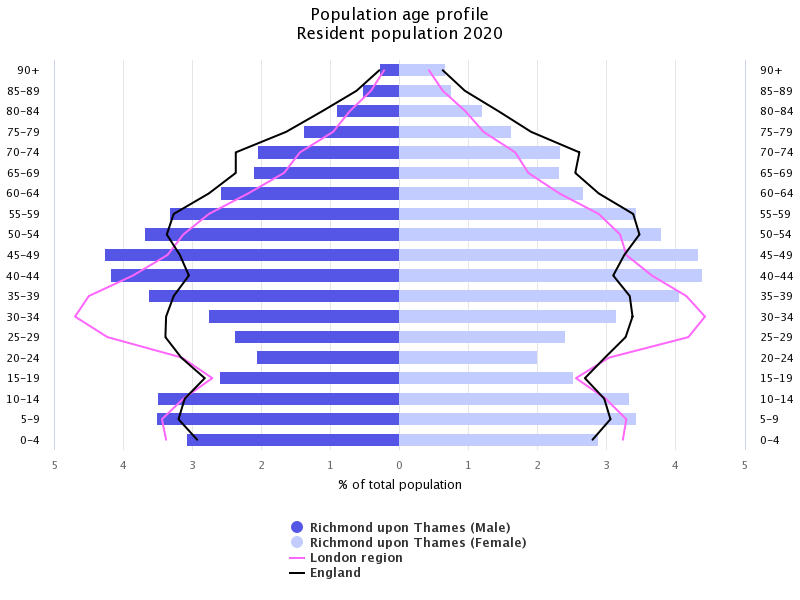 Population age profile
Resident population 2020
90+ 90+
85-89 85-89
80-84 80-84
75-79 75-79
70-74 70-74
65-69 65-69
60-64 60-64
55-59 55-59
50-54 50-54
45-49 45-49
40-44 40-44
35-39 35-39
30-34 30-34
25-29 25-29
20-24 20-24
15-19 15-19
10-14 10-14
5-9 5-9
0-4 0-4
5 4 3 2 1 0 1 2 3 4 5
% of total population
Richmond upon Thames (Male)
Richmond upon Thames (Female)
London region
England